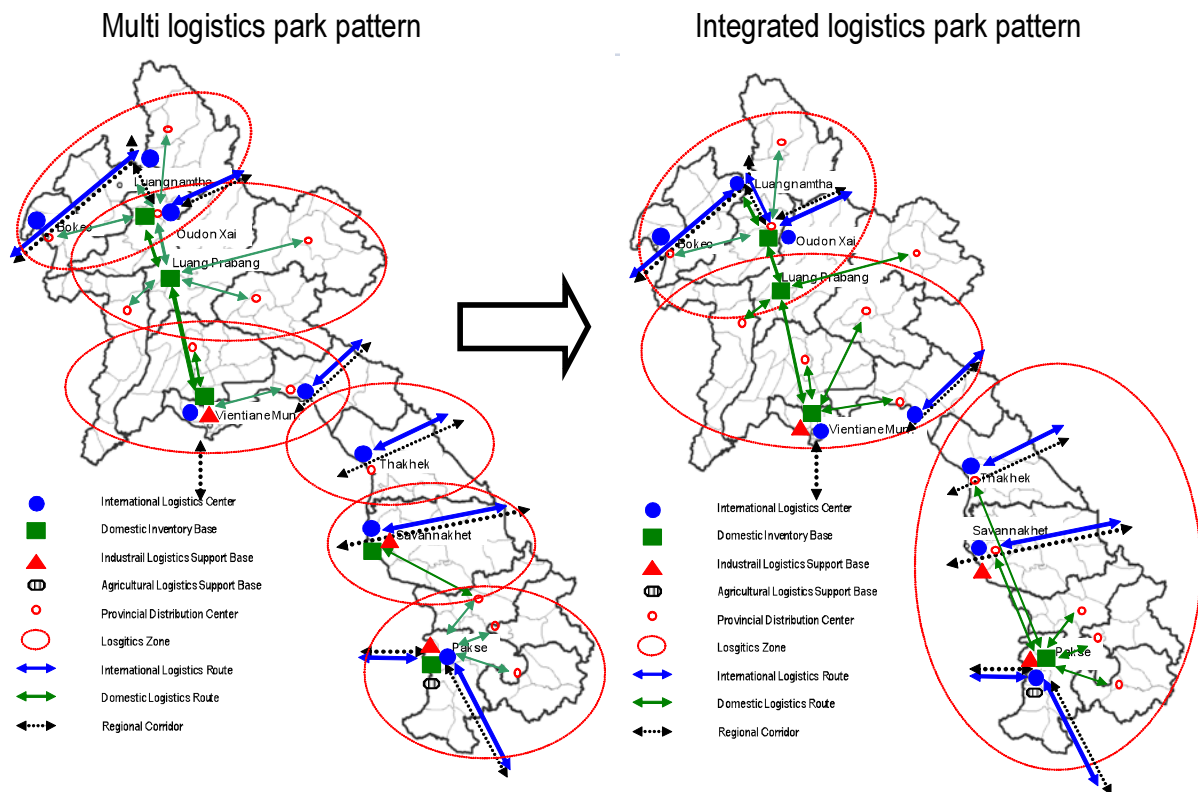 Multi logistics park pattern
Integrated logistics park pattern
Luangnamtha
Bokeo
Oudon Xai
Luang Prabang
Vientiane Mun
Thakhek
Savannakhet
Pakse
International Logistics Center
Domestic Inventory Base
Industrail Logistics Support Base
Agricultural Logistics Support Base
Provincial Distribution Center
Losgitics Zone
International Logistics Route
Domestic Logistics Route
Regional Corridor
Luangnamtha
Bokeo
Oudon Xai
Luang Prabang
Vientiane Mun
Thakhek
Savannakhet
Pakse
International Logistics Center
Domestic Inventory Base
Industrail Logistics Support Base
Agricultural Logistics Support Base
Provincial Distribution Center
Losgitics Zone
International Logistics Route
Domestic Logistics Route
Regional Corridor